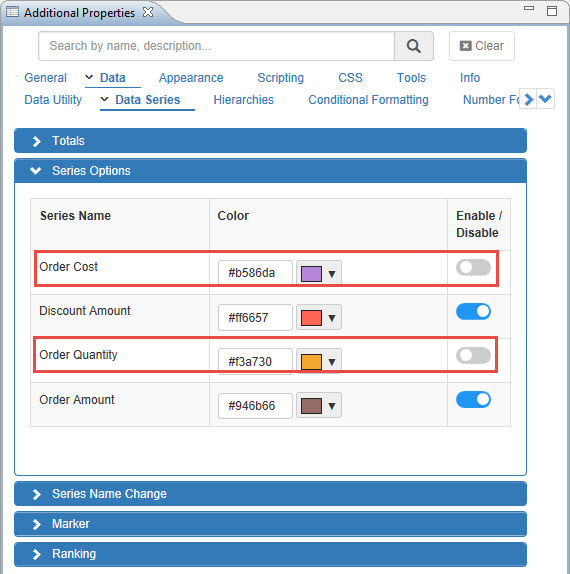 Additional Properties
Search by name, description...
Clear
General Data Appearance Scripting CSS Tools Info
Data Utility Data Series Hierarchies Conditional Formatting Number Fo
Totals
Series Options
Series Name Color Enable /
Disable
Order Cost #b586da
Discount Amount #ff6657
Order Quantity #f3a730
Order Amount #946b66
Series Name Change
Marker
Ranking